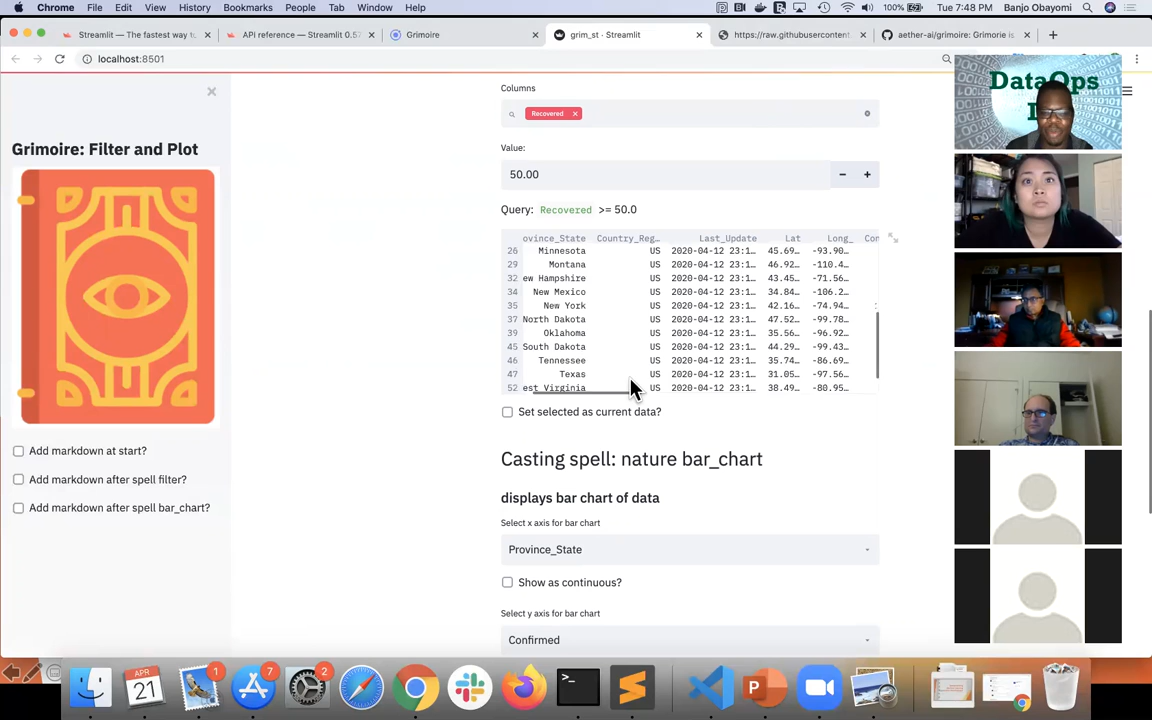 Chrome File Edit View History Bookmarks People Tab Window Help 100% Tue 7:48 PM Banjo Obayomi
Streamlit — The fastest way t × Streamlit API reference — Streamlit 0.57 × Grimoire × grim_st · Streamlit × https://raw.githubusercontent × aether-ai/grimoire: Grimorie is × +
localhost:8501
×
Grimoire: Filter and Plot
Add markdown at start?
Add markdown after spell filter?
Add markdown after spell bar_chart?
Columns
Recovered ×
Value:
50.00 − +
Query: Recovered >= 50.0
ovince_State Country_Reg… Last_Update Lat Long_ Con
26 Minnesota US 2020-04-12 23:1… 45.69… -93.90…
29 Montana US 2020-04-12 23:1… 46.92… -110.4…
32 ew Hampshire US 2020-04-12 23:1… 43.45… -71.56…
34 New Mexico US 2020-04-12 23:1… 34.84… -106.2…
35 New York US 2020-04-12 23:1… 42.16… -74.94…
37 North Dakota US 2020-04-12 23:1… 47.52… -99.78…
39 Oklahoma US 2020-04-12 23:1… 35.56… -96.92…
45 South Dakota US 2020-04-12 23:1… 44.29… -99.43…
46 Tennessee US 2020-04-12 23:1… 35.74… -86.69…
47 Texas US 2020-04-12 23:1… 31.05… -97.56…
52 est Virginia US 2020-04-12 23:1… 38.49… -80.95…
Set selected as current data?
Casting spell: nature bar_chart
displays bar chart of data
Select x axis for bar chart
Province_State
Show as continuous?
Select y axis for bar chart
Confirmed
DataOps
APR
21
1
7
2